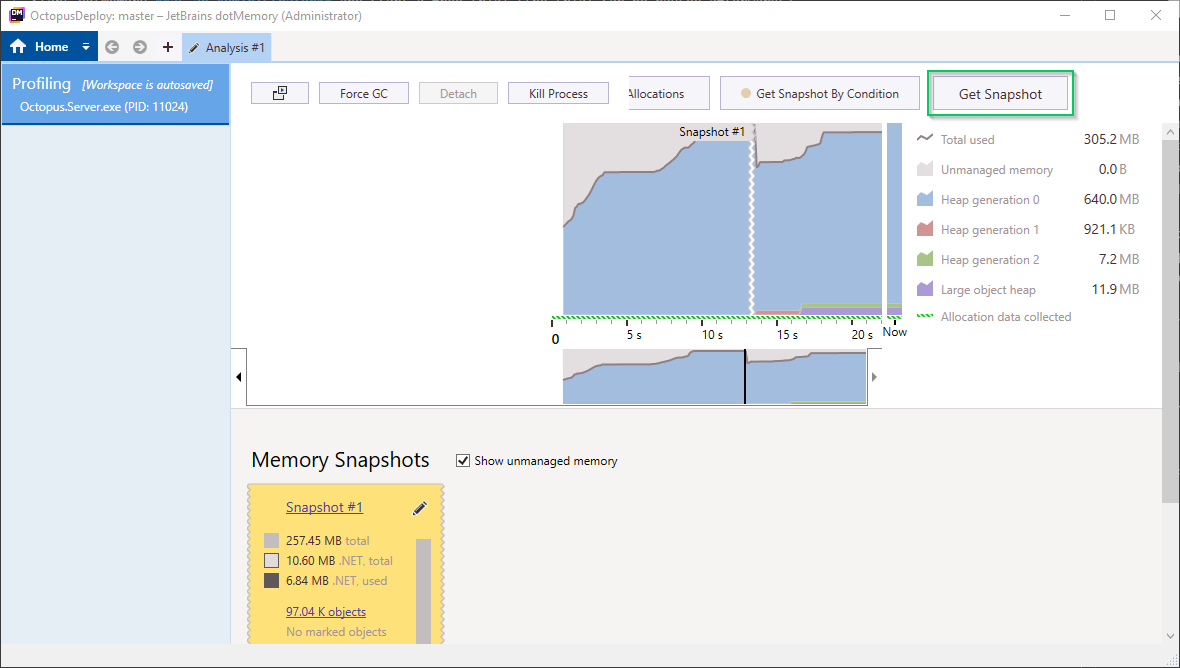 OctopusDeploy: master – JetBrains dotMemory (Administrator)
Home
Analysis #1
Profiling [Workspace is autosaved]
Octopus.Server.exe (PID: 11024)
Force GC
Detach
Kill Process
Allocations
Get Snapshot By Condition
Get Snapshot
Snapshot #1
Total used 305.2 MB
Unmanaged memory 0.0 B
Heap generation 0 640.0 MB
Heap generation 1 921.1 KB
Heap generation 2 7.2 MB
Large object heap 11.9 MB
Allocation data collected
0 5 s 10 s 15 s 20 s Now
Memory Snapshots
Show unmanaged memory
Snapshot #1
257.45 MB total
10.60 MB .NET, total
6.84 MB .NET, used
97.04 K objects
No marked objects